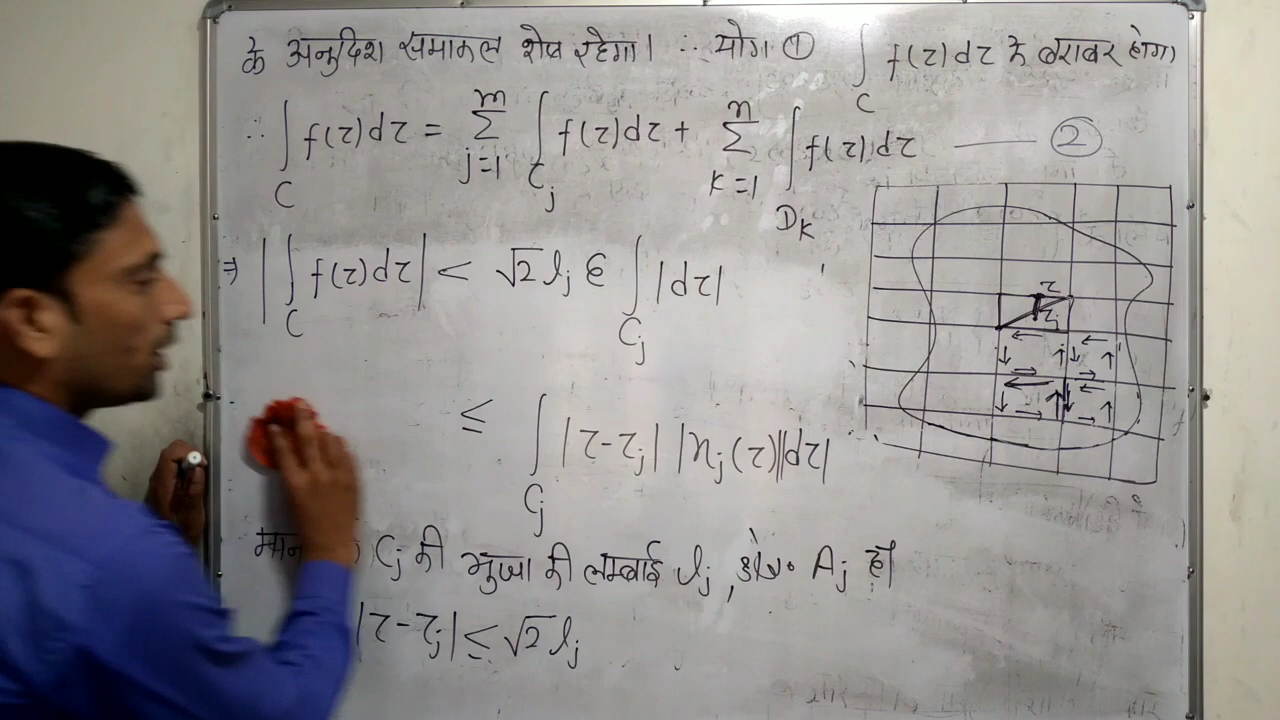 के अनुदिश समाकल शेष रहेगा। ∴ योग ① ∫_C f(z)dz के बराबर होगा
∴ ∫_C f(z)dz = Σ_{j=1}^{m} ∫_{C_j} f(z)dz + Σ_{K=1}^{n} ∫_{D_K} f(z)dz —— ②
⇒ |∫_C f(z)dz| < √2 l_j ∈ ∫_{C_j} |dz|
≤ ∫_{C_j} |z-z_j| |η_j(z)||dz|
C_j की भुजा की लम्बाई l_j, क्षे॰ A_j है
|z-z_j| ≤ √2 l_j
z
z_j